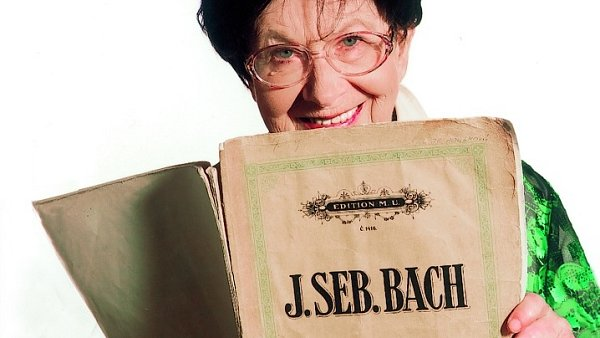 EDITION M. U.
J. SEB. BACH